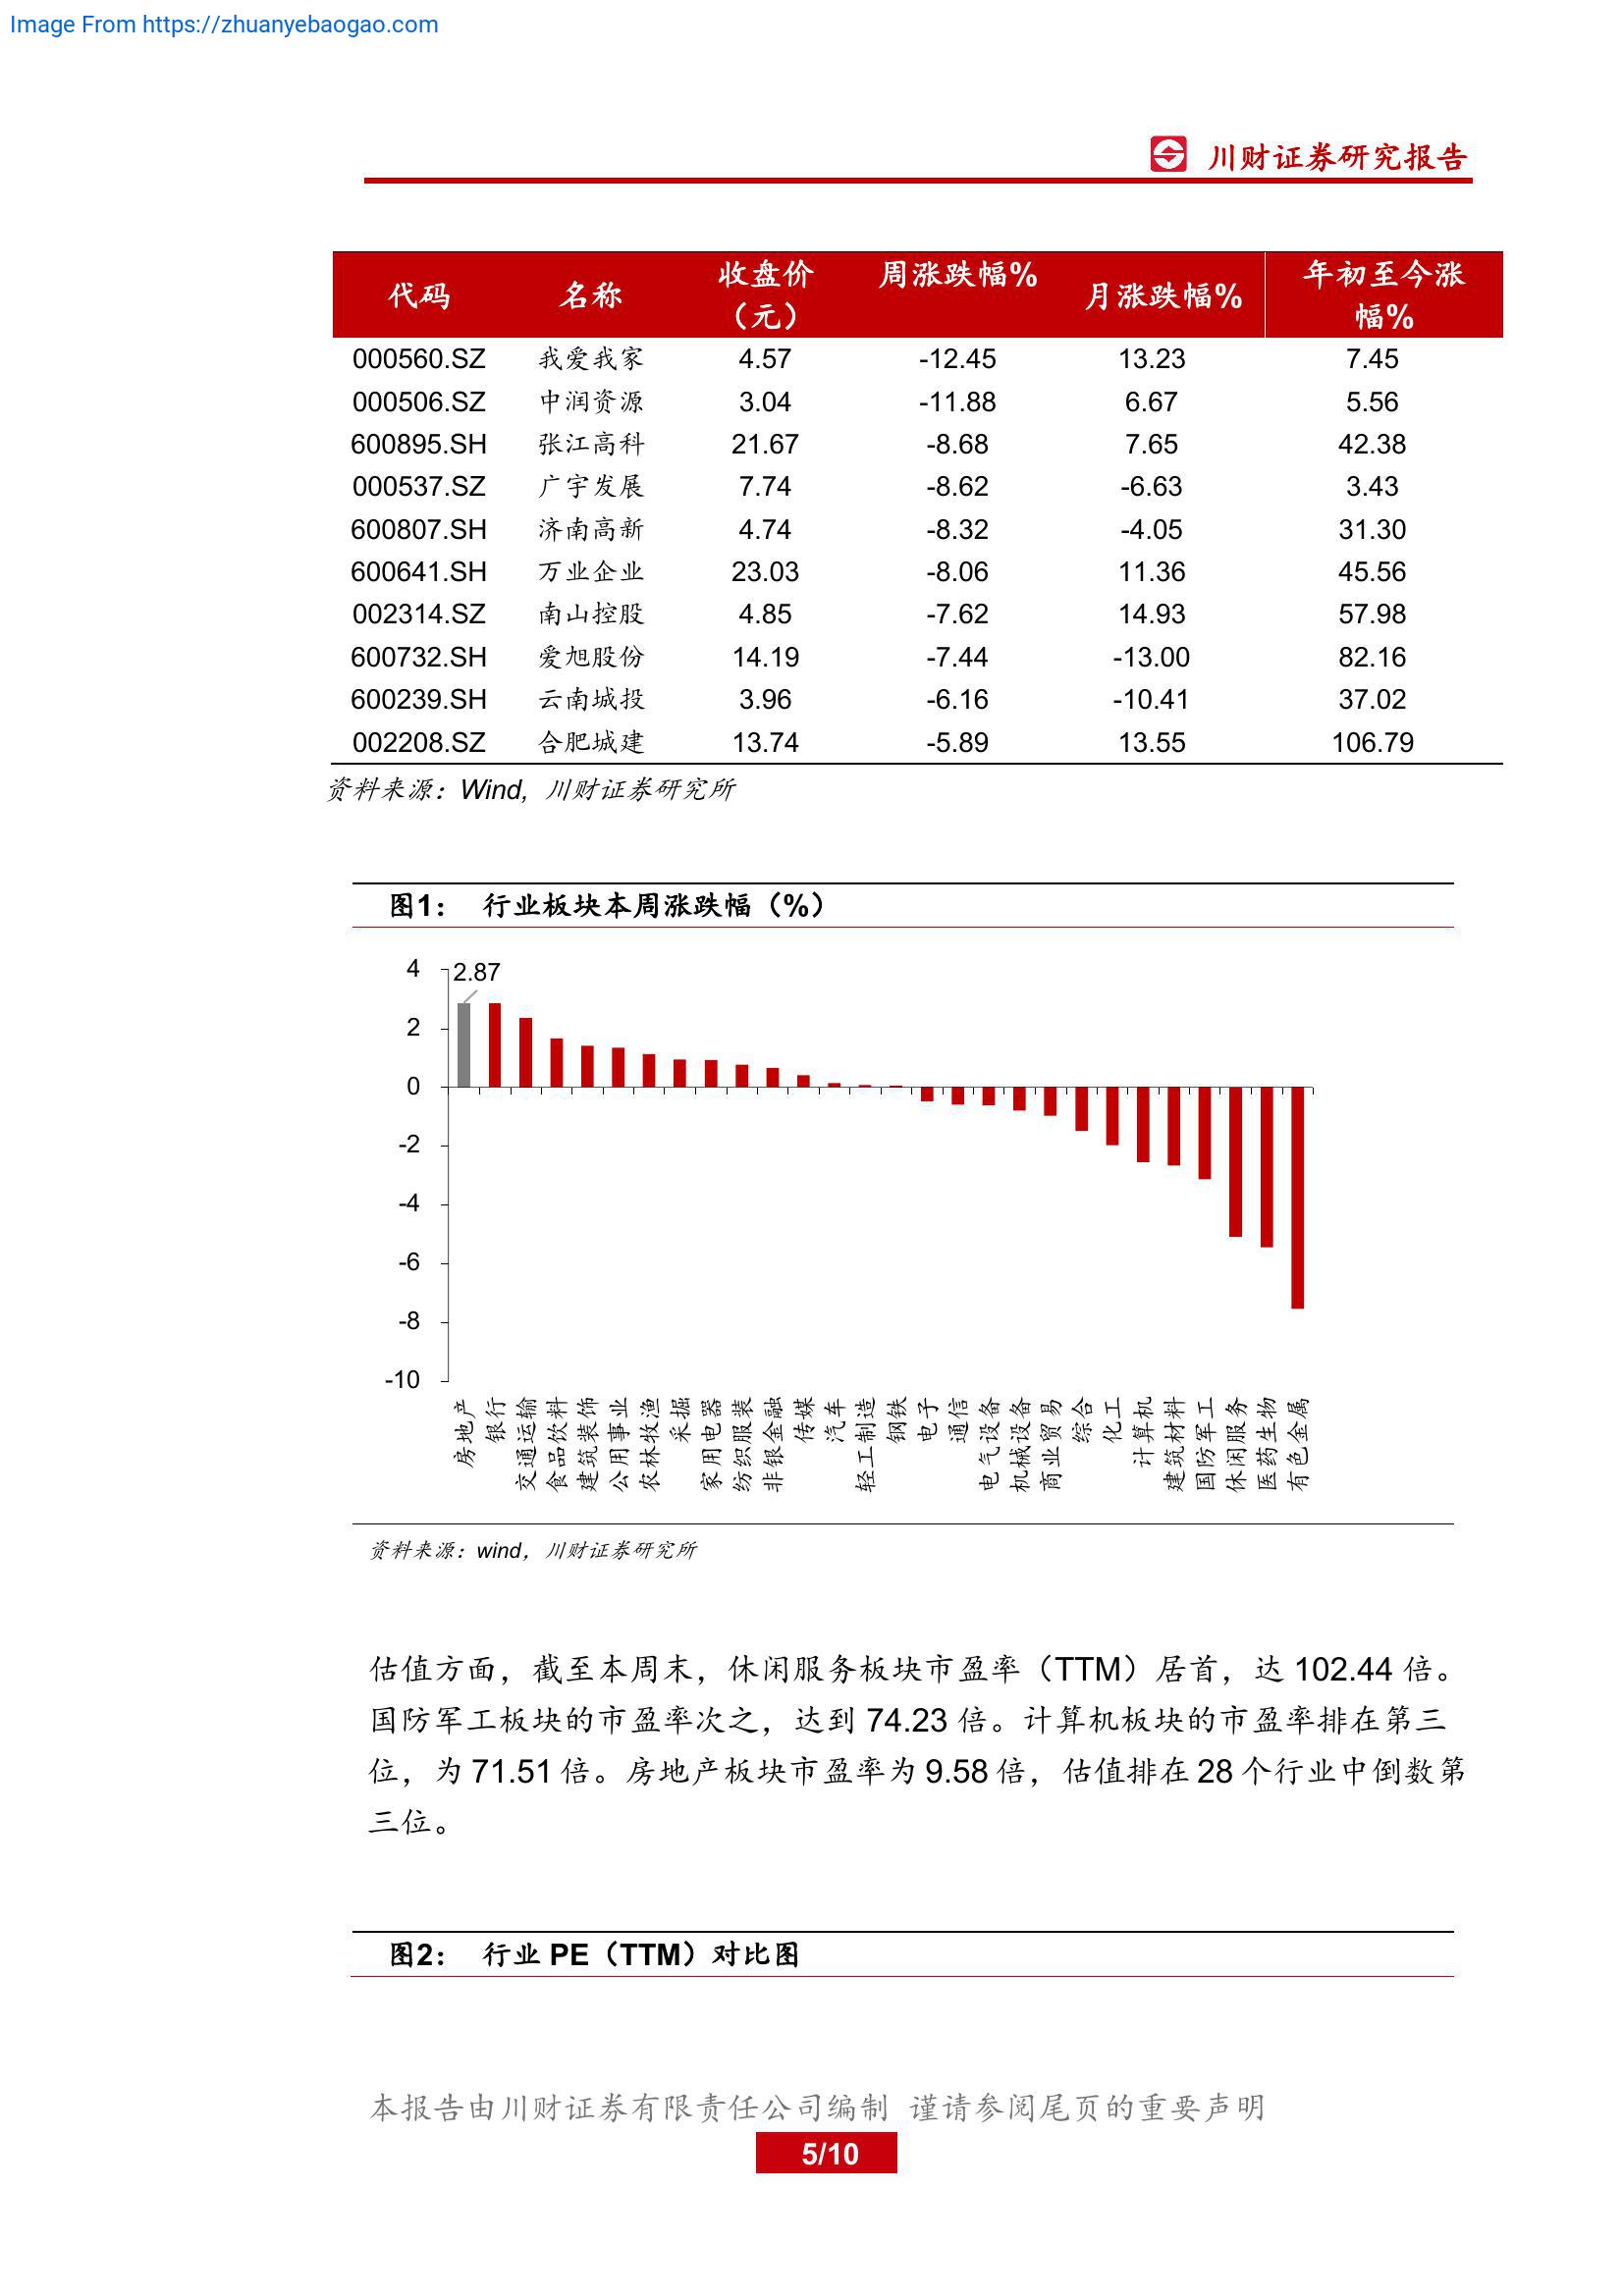 Image From https://zhuanyebaogao.com
川财证券研究报告
代码 名称 收盘价（元） 周涨跌幅% 月涨跌幅% 年初至今涨幅%
000560.SZ 我爱我家 4.57 -12.45 13.23 7.45
000506.SZ 中润资源 3.04 -11.88 6.67 5.56
600895.SH 张江高科 21.67 -8.68 7.65 42.38
000537.SZ 广宇发展 7.74 -8.62 -6.63 3.43
600807.SH 济南高新 4.74 -8.32 -4.05 31.30
600641.SH 万业企业 23.03 -8.06 11.36 45.56
002314.SZ 南山控股 4.85 -7.62 14.93 57.98
600732.SH 爱旭股份 14.19 -7.44 -13.00 82.16
600239.SH 云南城投 3.96 -6.16 -10.41 37.02
002208.SZ 合肥城建 13.74 -5.89 13.55 106.79
资料来源：Wind, 川财证券研究所
图1： 行业板块本周涨跌幅（%）
2.87
4
2
0
-2
-4
-6
-8
-10
房地产
银行
交通运输
食品饮料
建筑装饰
公用事业
农林牧渔
采掘
家用电器
纺织服装
非银金融
传媒
汽车
轻工制造
钢铁
电子
通信
电气设备
机械设备
商业贸易
综合
化工
计算机
建筑材料
国防军工
休闲服务
医药生物
有色金属
资料来源：wind，川财证券研究所
估值方面，截至本周末，休闲服务板块市盈率（TTM）居首，达 102.44 倍。
国防军工板块的市盈率次之，达到 74.23 倍。计算机板块的市盈率排在第三
位，为 71.51 倍。房地产板块市盈率为 9.58 倍，估值排在 28 个行业中倒数第
三位。
图2： 行业 PE（TTM）对比图
本报告由川财证券有限责任公司编制 谨请参阅尾页的重要声明
5/10